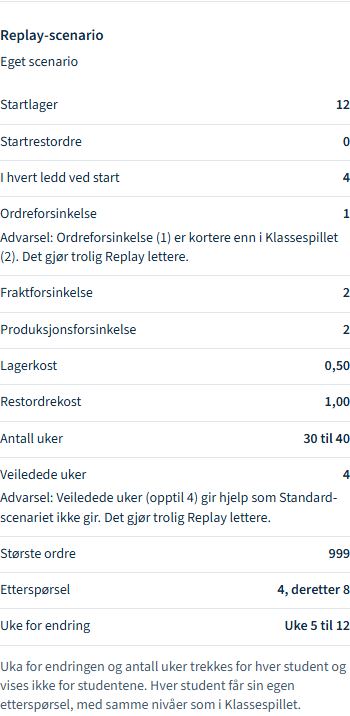 Replay-scenario
Eget scenario
Startlager 12
Startrestordre 0
I hvert ledd ved start 4
Ordreforsinkelse 1
Advarsel: Ordreforsinkelse (1) er kortere enn i Klassespillet
(2). Det gjør trolig Replay lettere.
Fraktforsinkelse 2
Produksjonsforsinkelse 2
Lagerkost 0,50
Restordrekost 1,00
Antall uker 30 til 40
Veiledede uker 4
Advarsel: Veiledede uker (opptil 4) gir hjelp som Standard-
scenariet ikke gir. Det gjør trolig Replay lettere.
Største ordre 999
Etterspørsel 4, deretter 8
Uke for endring Uke 5 til 12
Uka for endringen og antall uker trekkes for hver student og
vises ikke for studentene. Hver student får sin egen
etterspørsel, med samme nivåer som i Klassespillet.